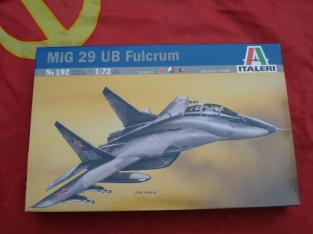 MiG 29 UB Fulcrum
No 192
1:72
ITALERI